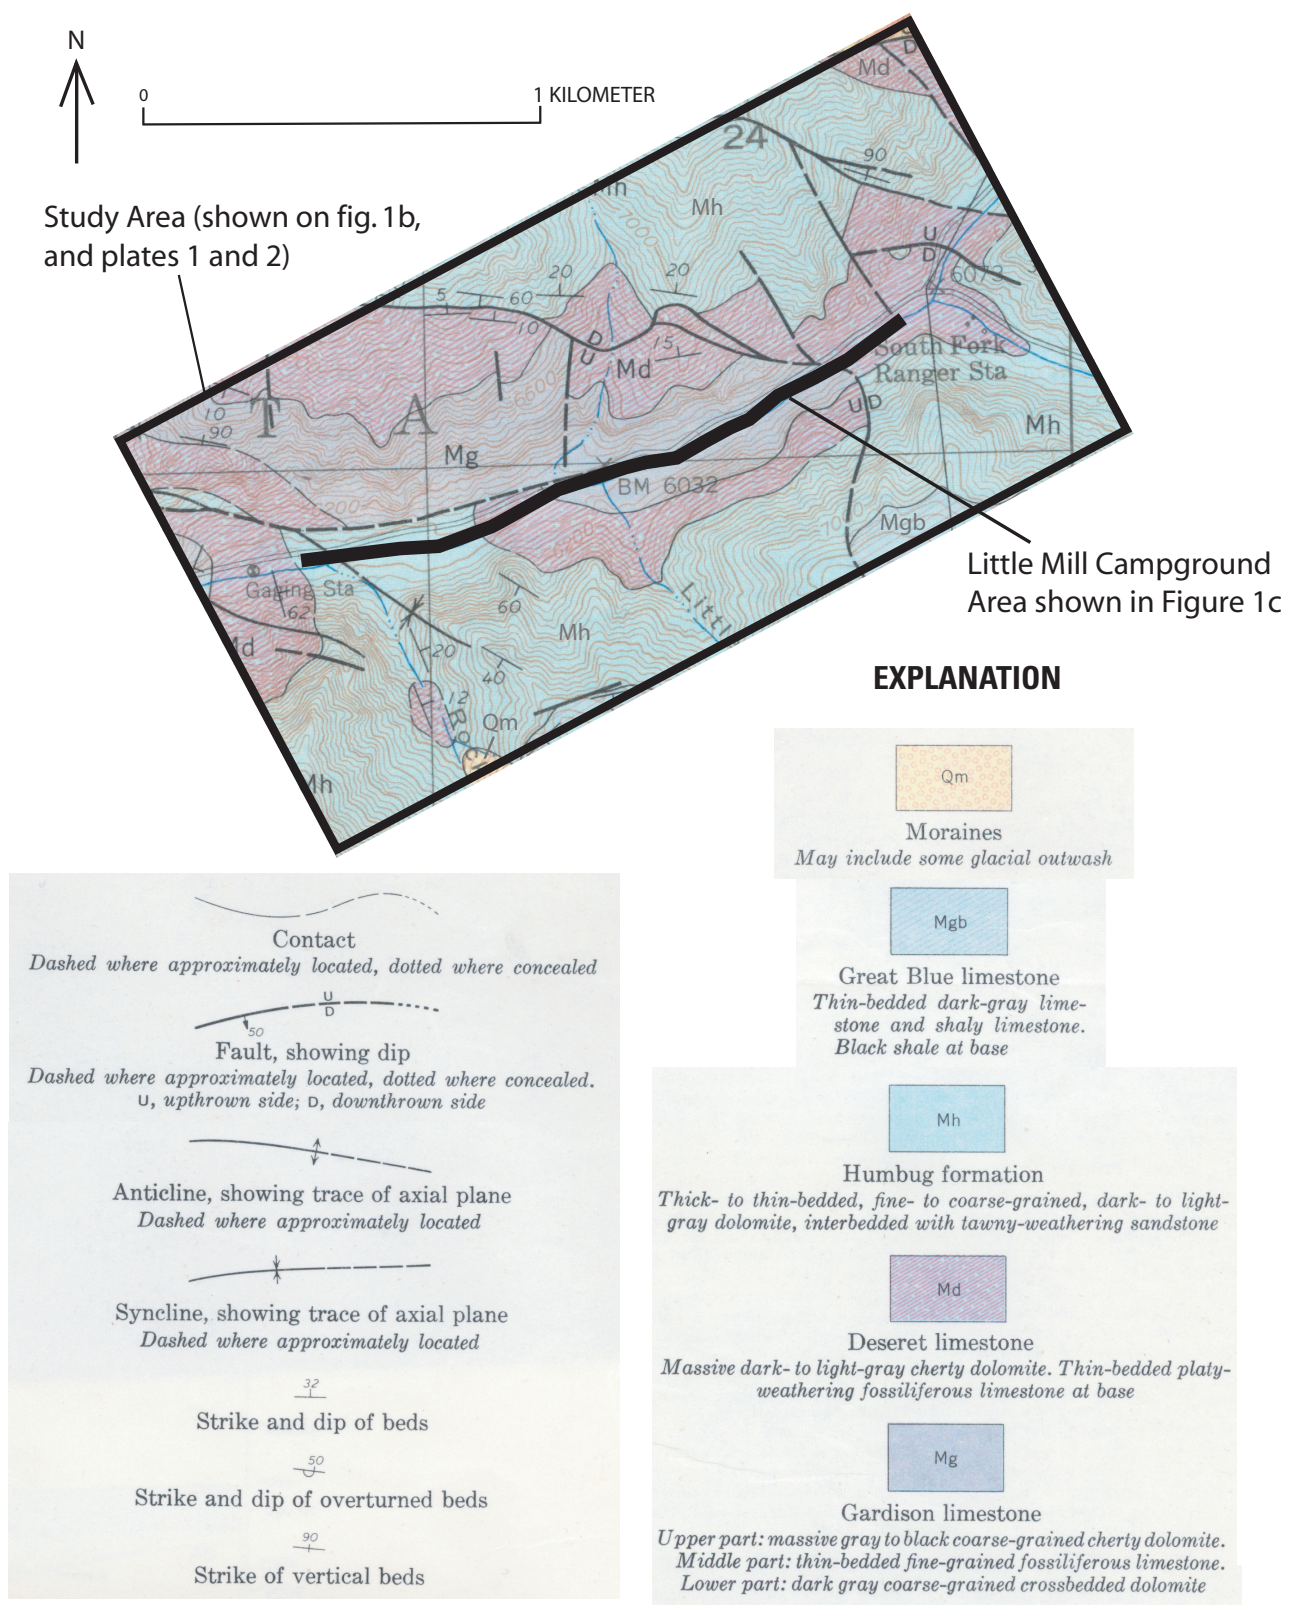 N
0
1 KILOMETER
Study Area (shown on fig. 1b,
and plates 1 and 2)
Md
U
D
24
90
Mh
Mh
7000
U
D
6073
20
20
5
60
10
D
U
Md
15
South Fork
Ranger Sta
U D
Mh
10
90
T A
6600
Mg
BM 6032
6200
7000
Mgb
Little Mill Campground
Area shown in Figure 1c
Gaging Sta
62
60
Littl
Mh
Md
20
40
12
Rock
Qm
Mh
EXPLANATION
Qm
Moraines
May include some glacial outwash
Mgb
Great Blue limestone
Thin-bedded dark-gray lime-
stone and shaly limestone.
Black shale at base
Mh
Humbug formation
Thick- to thin-bedded, fine- to coarse-grained, dark- to light-
gray dolomite, interbedded with tawny-weathering sandstone
Md
Deseret limestone
Massive dark- to light-gray cherty dolomite. Thin-bedded platy-
weathering fossiliferous limestone at base
Mg
Gardison limestone
Upper part: massive gray to black coarse-grained cherty dolomite.
Middle part: thin-bedded fine-grained fossiliferous limestone.
Lower part: dark gray coarse-grained crossbedded dolomite
Contact
Dashed where approximately located, dotted where concealed
U
D
50
Fault, showing dip
Dashed where approximately located, dotted where concealed.
U, upthrown side; D, downthrown side
Anticline, showing trace of axial plane
Dashed where approximately located
Syncline, showing trace of axial plane
Dashed where approximately located
32
Strike and dip of beds
50
Strike and dip of overturned beds
90
Strike of vertical beds